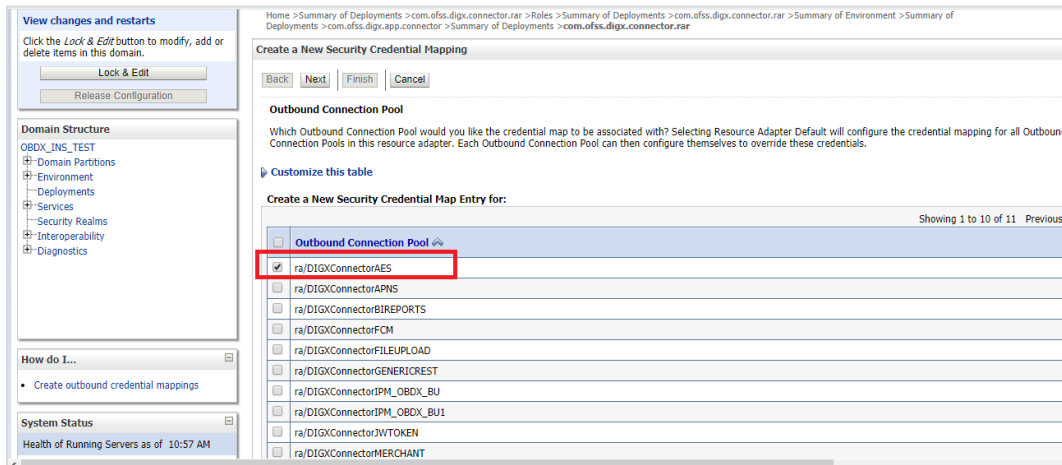 View changes and restarts
Click the Lock & Edit button to modify, add or
delete items in this domain.
Lock & Edit
Release Configuration
Domain Structure
OBDX_INS_TEST
Domain Partitions
Environment
Deployments
Services
Security Realms
Interoperability
Diagnostics
How do I...
Create outbound credential mappings
System Status
Health of Running Servers as of 10:57 AM
Home >Summary of Deployments >com.ofss.digx.connector.rar >Roles >Summary of Deployments >com.ofss.digx.connector.rar >Summary of Environment >Summary of
Deployments >com.ofss.digx.app.connector >Summary of Deployments >com.ofss.digx.connector.rar
Create a New Security Credential Mapping
Back Next Finish Cancel
Outbound Connection Pool
Which Outbound Connection Pool would you like the credential map to be associated with? Selecting Resource Adapter Default will configure the credential mapping for all Outboun
Connection Pools in this resource adapter. Each Outbound Connection Pool can then configure themselves to override these credentials.
Customize this table
Create a New Security Credential Map Entry for:
Showing 1 to 10 of 11 Previous
Outbound Connection Pool
ra/DIGXConnectorAES
ra/DIGXConnectorAPNS
ra/DIGXConnectorBIREPORTS
ra/DIGXConnectorFCM
ra/DIGXConnectorFILEUPLOAD
ra/DIGXConnectorGENERICREST
ra/DIGXConnectorIPM_OBDX_BU
ra/DIGXConnectorIPM_OBDX_BU1
ra/DIGXConnectorJWTOKEN
ra/DIGXConnectorMERCHANT